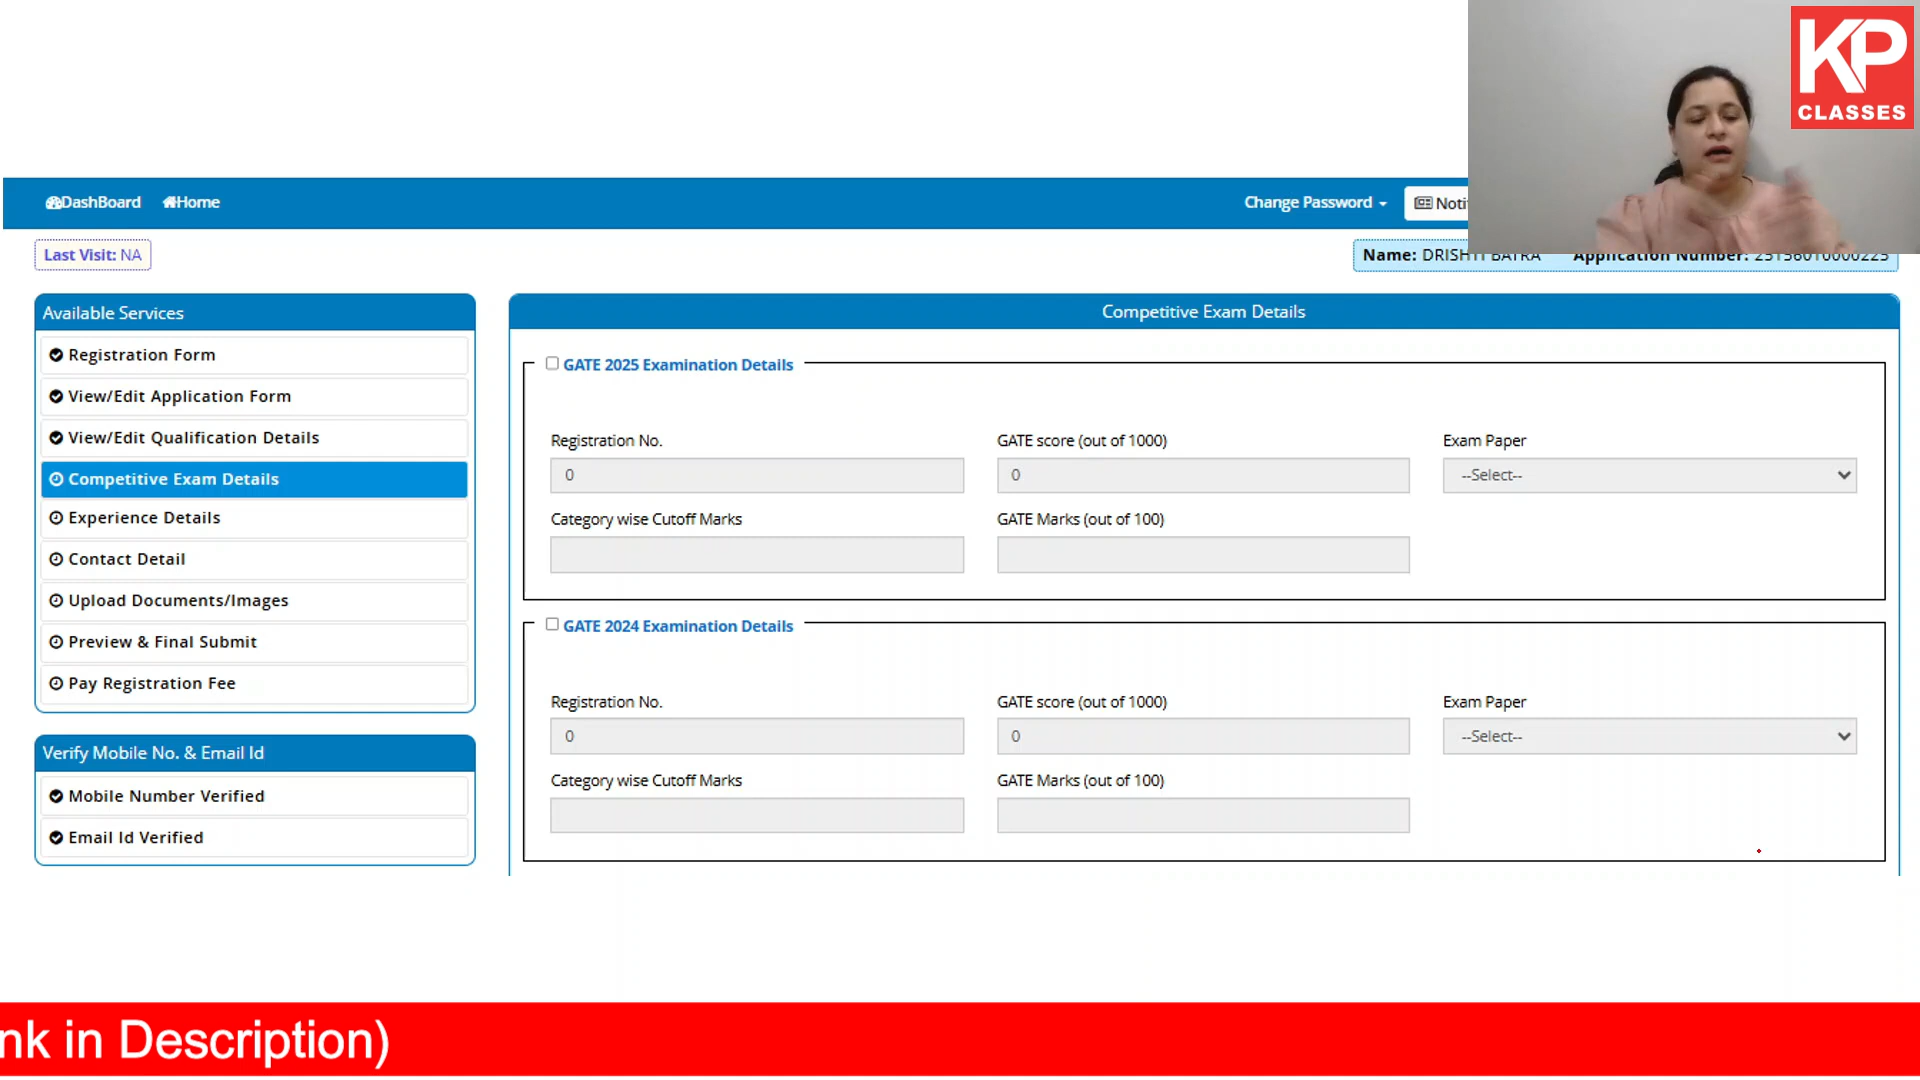 KP
CLASSES
DashBoard Home Change Password Noti
Last Visit: NA
Name: DRISHTI BATRA Application Number:
Available Services
Registration Form
View/Edit Application Form
View/Edit Qualification Details
Competitive Exam Details
Experience Details
Contact Detail
Upload Documents/Images
Preview & Final Submit
Pay Registration Fee
Verify Mobile No. & Email Id
Mobile Number Verified
Email Id Verified
Competitive Exam Details
GATE 2025 Examination Details
Registration No. GATE score (out of 1000) Exam Paper
0 0 --Select--
Category wise Cutoff Marks GATE Marks (out of 100)
GATE 2024 Examination Details
Registration No. GATE score (out of 1000) Exam Paper
0 0 --Select--
Category wise Cutoff Marks GATE Marks (out of 100)
nk in Description)